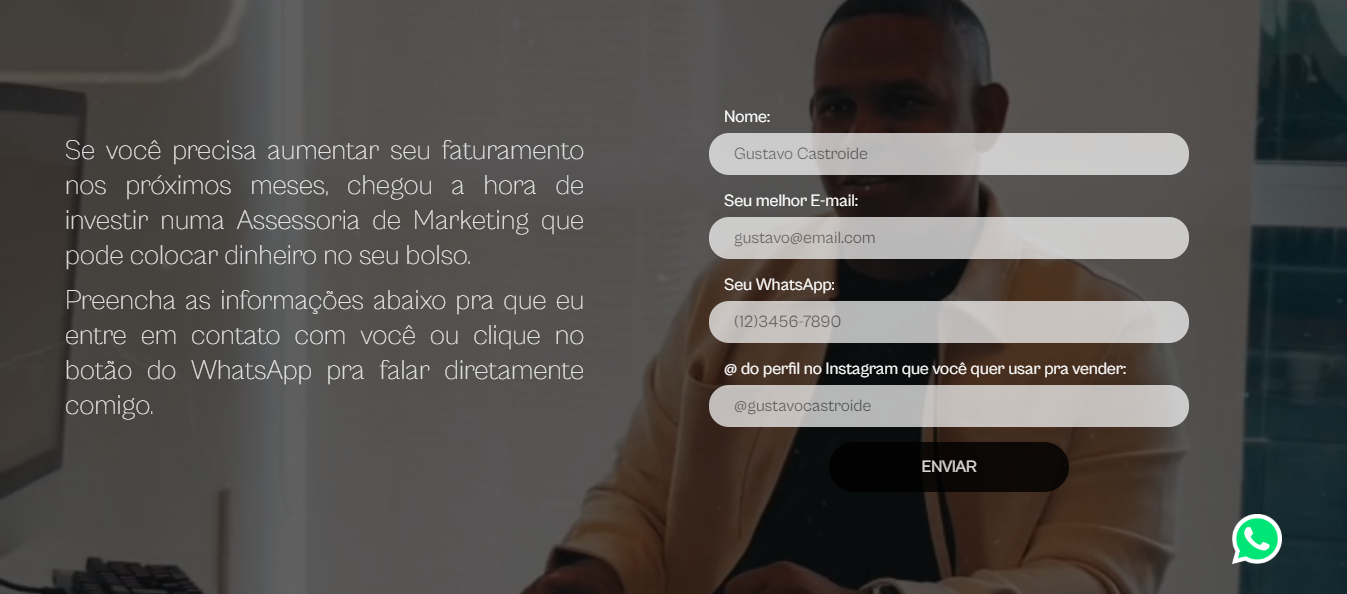 Se você precisa aumentar seu faturamento
nos próximos meses, chegou a hora de
investir numa Assessoria de Marketing que
pode colocar dinheiro no seu bolso.
Preencha as informações abaixo pra que eu
entre em contato com você ou clique no
botão do WhatsApp pra falar diretamente
comigo.
Nome:
Gustavo Castroide
Seu melhor E-mail:
gustavo@email.com
Seu WhatsApp:
(12)3456-7890
@ do perfil no Instagram que você quer usar pra vender:
@gustavocastroide
ENVIAR